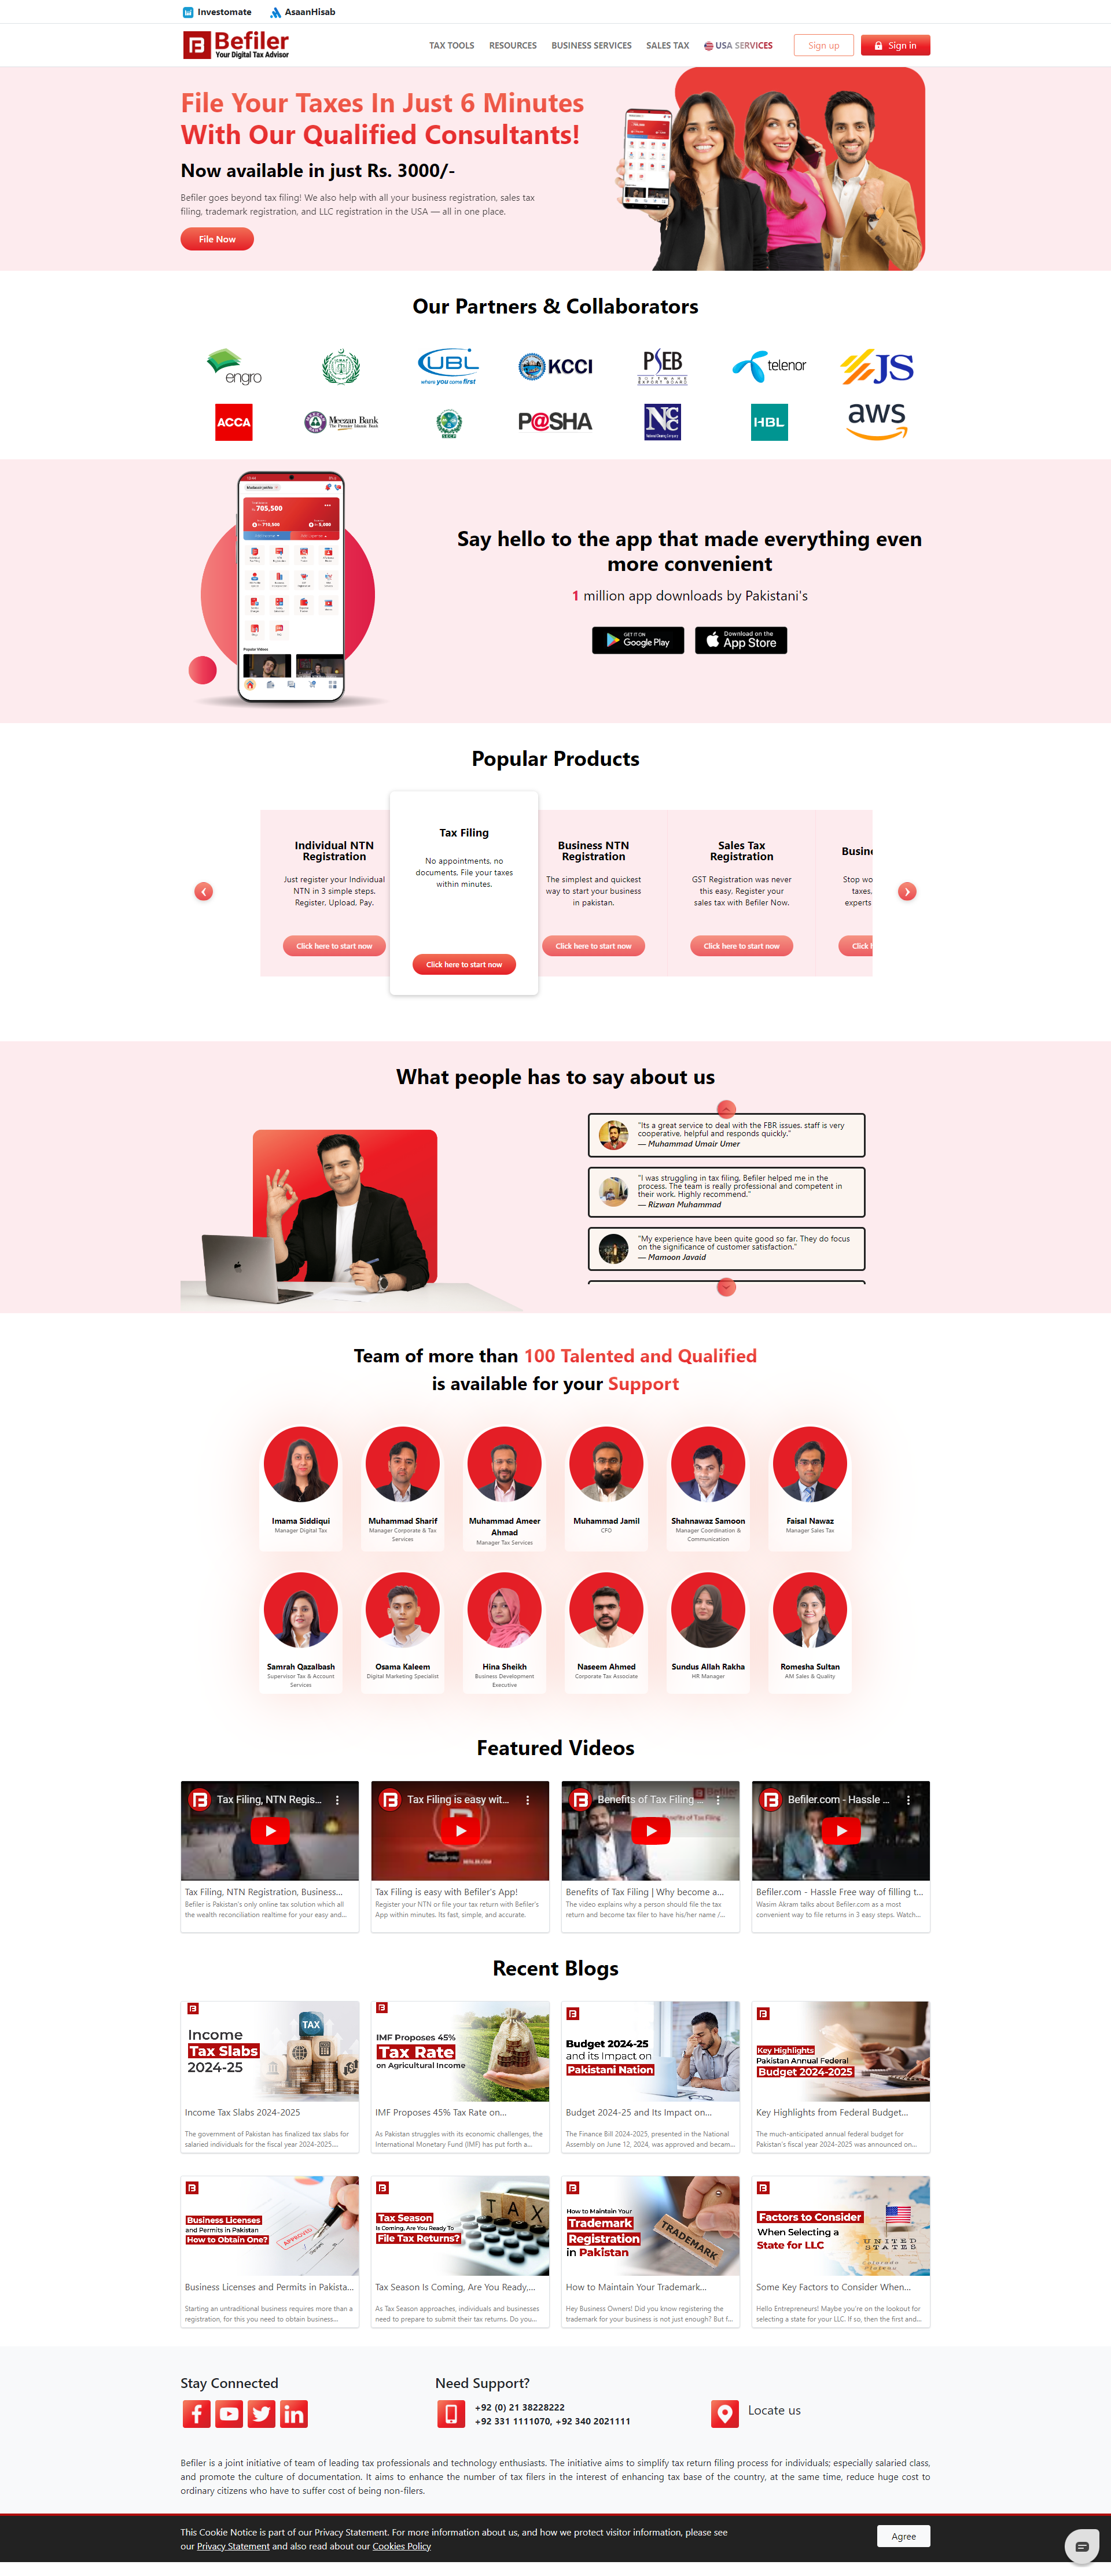 Investomate AsaanHisab
Befiler
Your Digital Tax Advisor
TAX TOOLS RESOURCES BUSINESS SERVICES SALES TAX USA SERVICES Sign up Sign in
File Your Taxes In Just 6 Minutes
With Our Qualified Consultants!
Now available in just Rs. 3000/-
Befiler goes beyond tax filing! We also help with all your business registration, sales tax
filing, trademark registration, and LLC registration in the USA — all in one place.
File Now
Our Partners & Collaborators
engro
UBL
where you come first
KCCI
PSEB
SOFTWARE
EXPORT BOARD
telenor
JS
ACCA
Meezan Bank
The Premier Islamic Bank
P@SHA
NCC
HBL
aws
705,500
Popular Videos
Say hello to the app that made everything even
more convenient
1 million app downloads by Pakistani's
GET IT ON
Google Play
Download on the
App Store
Popular Products
Individual NTN
Registration
Just register your Individual
NTN in 3 simple steps.
Register. Upload. Pay.
Click here to start now
Tax Filing
No appointments, no
documents. File your taxes
within minutes.
Click here to start now
Business NTN
Registration
The simplest and quickest
way to start your business
in pakistan.
Click here to start now
Sales Tax
Registration
GST Registration was never
this easy. Register your
sales tax with Befiler Now.
Click here to start now
Busine
Stop wo
taxes,
experts
Click
What people has to say about us
"Its a great service to deal with the FBR issues. staff is very
cooperative, helpful and responds quickly."
— Muhammad Umair Umer
"I was struggling in tax filing, Befiler helped me in the
process. The team is really professional and competent in
their work. Highly recommend."
— Rizwan Muhammad
"My experience have been quite good so far. They do focus
on the significance of customer satisfaction."
— Mamoon Javaid
Team of more than 100 Talented and Qualified
is available for your Support
Imama Siddiqui
Manager Digital Tax
Muhammad Sharif
Manager Corporate & Tax
Services
Muhammad Ameer
Ahmad
Manager Tax Services
Muhammad Jamil
CFO
Shahnawaz Samoon
Manager Coordination &
Communication
Faisal Nawaz
Manager Sales Tax
Samrah Qazalbash
Supervisor Tax & Account
Services
Osama Kaleem
Digital Marketing Specialist
Hina Sheikh
Business Development
Executive
Naseem Ahmed
Corporate Tax Associate
Sundus Allah Rakha
HR Manager
Romesha Sultan
AM Sales & Quality
Featured Videos
Tax Filing, NTN Regis...
Tax Filing is easy wit...
Benefits of Tax Filing ...
Befiler.com - Hassle ...
Tax Filing, NTN Registration, Business...
Befiler is Pakistan's only online tax solution which all
the wealth reconciliation realtime for your easy and...
Tax Filing is easy with Befiler's App!
Register your NTN or file your tax return with Befiler's
App within minutes. Its fast, simple, and accurate.
Benefits of Tax Filing | Why become a...
The video explains why a person should file the tax
return and become tax filer to have his/her name /...
Befiler.com - Hassle Free way of filling t...
Wasim Akram talks about Befiler.com as a most
convenient way to file returns in 3 easy steps. Watch...
Recent Blogs
Income
Tax Slabs
2024-25
TAX
Income Tax Slabs 2024-2025
The government of Pakistan has finalized tax slabs for
salaried individuals for the fiscal year 2024-2025....
IMF Proposes 45%
Tax Rate
on Agricultural Income
IMF Proposes 45% Tax Rate on...
As Pakistan struggles with its economic challenges, the
International Monetary Fund (IMF) has put forth a...
Budget 2024-25
and its Impact on
Pakistani Nation
Budget 2024-25 and Its Impact on...
The Finance Bill 2024-2025, presented in the National
Assembly on June 12, 2024, was approved and becam...
Key Highlights
Pakistan Annual Federal
Budget 2024-2025
Key Highlights from Federal Budget...
The much-anticipated annual federal budget for
Pakistan's fiscal year 2024-2025 was announced on...
Business Licenses
and Permits in Pakistan
How to Obtain One?
APPROVED
Business Licenses and Permits in Pakista...
Starting an untraditional business requires more than a
registration, for this you need to obtain business...
Tax Season
Is Coming, Are You Ready To
File Tax Returns?
TAX
Tax Season Is Coming, Are You Ready,...
As Tax Season approaches, individuals and businesses
need to prepare to submit their tax returns. Do you...
How to Maintain Your
Trademark
Registration
in Pakistan
TRADEMARK
How to Maintain Your Trademark...
Hey Business Owners! Did you know registering the
trademark for your business is not just enough? But f...
Factors to Consider
When Selecting a
State for LLC
UNITED
STATES
Some Key Factors to Consider When...
Hello Entrepreneurs! Maybe you're on the lookout for
selecting a state for your LLC. If so, then the first and...
Stay Connected
Need Support?
+92 (0) 21 38228222
+92 331 1111070, +92 340 2021111
Locate us
Befiler is a joint initiative of team of leading tax professionals and technology enthusiasts. The initiative aims to simplify tax return filing process for individuals; especially salaried class,
and promote the culture of documentation. It aims to enhance the number of tax filers in the interest of enhancing tax base of the country, at the same time, reduce huge cost to
ordinary citizens who have to suffer cost of being non-filers.
This Cookie Notice is part of our Privacy Statement. For more information about us, and how we protect visitor information, please see
our Privacy Statement and also read about our Cookies Policy
Agree